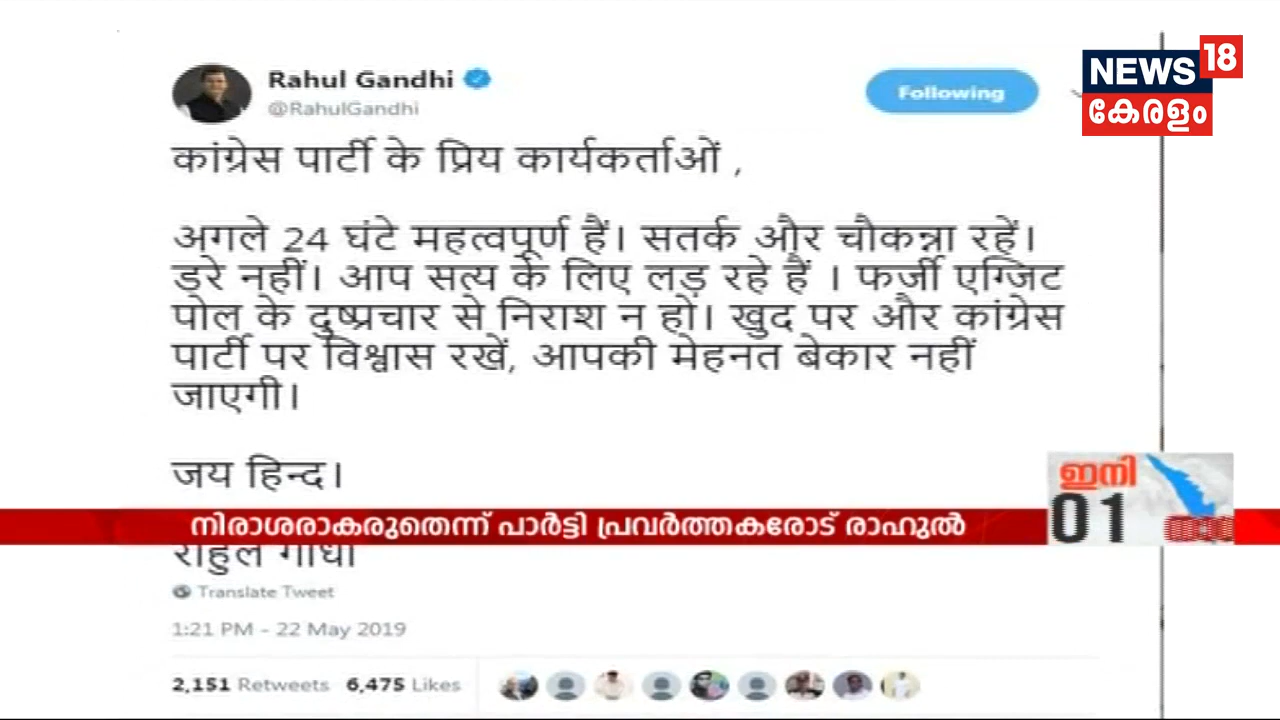 Rahul Gandhi
@RahulGandhi
Following
NEWS 18
കേരളം
कांग्रेस पार्टी के प्रिय कार्यकर्ताओं ,
अगले 24 घंटे महत्वपूर्ण हैं। सतर्क और चौकन्ना रहें।
डरे नहीं। आप सत्य के लिए लड़ रहे हैं । फर्जी एग्जिट
पोल के दुष्प्रचार से निराश न हो। खुद पर और कांग्रेस
पार्टी पर विश्वास रखें, आपकी मेहनत बेकार नहीं
जाएगी।
जय हिन्द।
ഇനി
01
നിരാശരാകരുതെന്ന് പാർട്ടി പ്രവർത്തകരോട് രാഹുൽ
राहुल गांधी
Translate Tweet
1:21 PM - 22 May 2019
2,151 Retweets 6,475 Likes